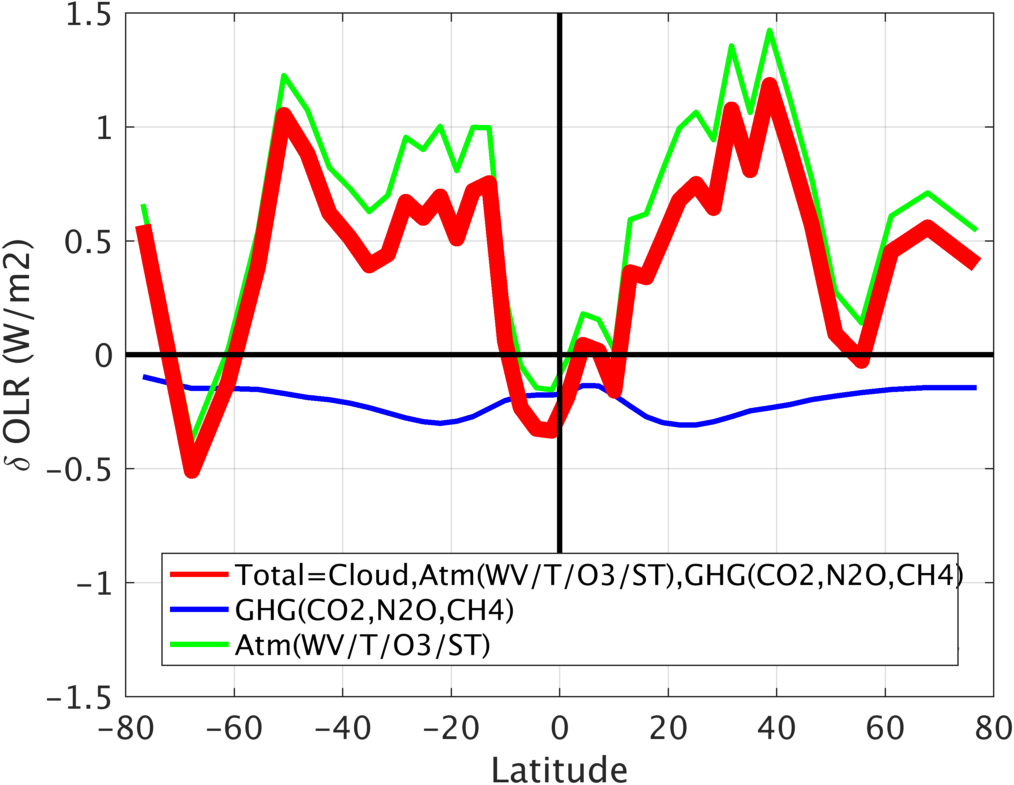 1.5
1
0.5
0
−0.5
−1
−1.5
δ OLR (W/m2)
Total=Cloud,Atm(WV/T/O3/ST),GHG(CO2,N2O,CH4)
GHG(CO2,N2O,CH4)
Atm(WV/T/O3/ST)
−80 −60 −40 −20 0 20 40 60 80
Latitude